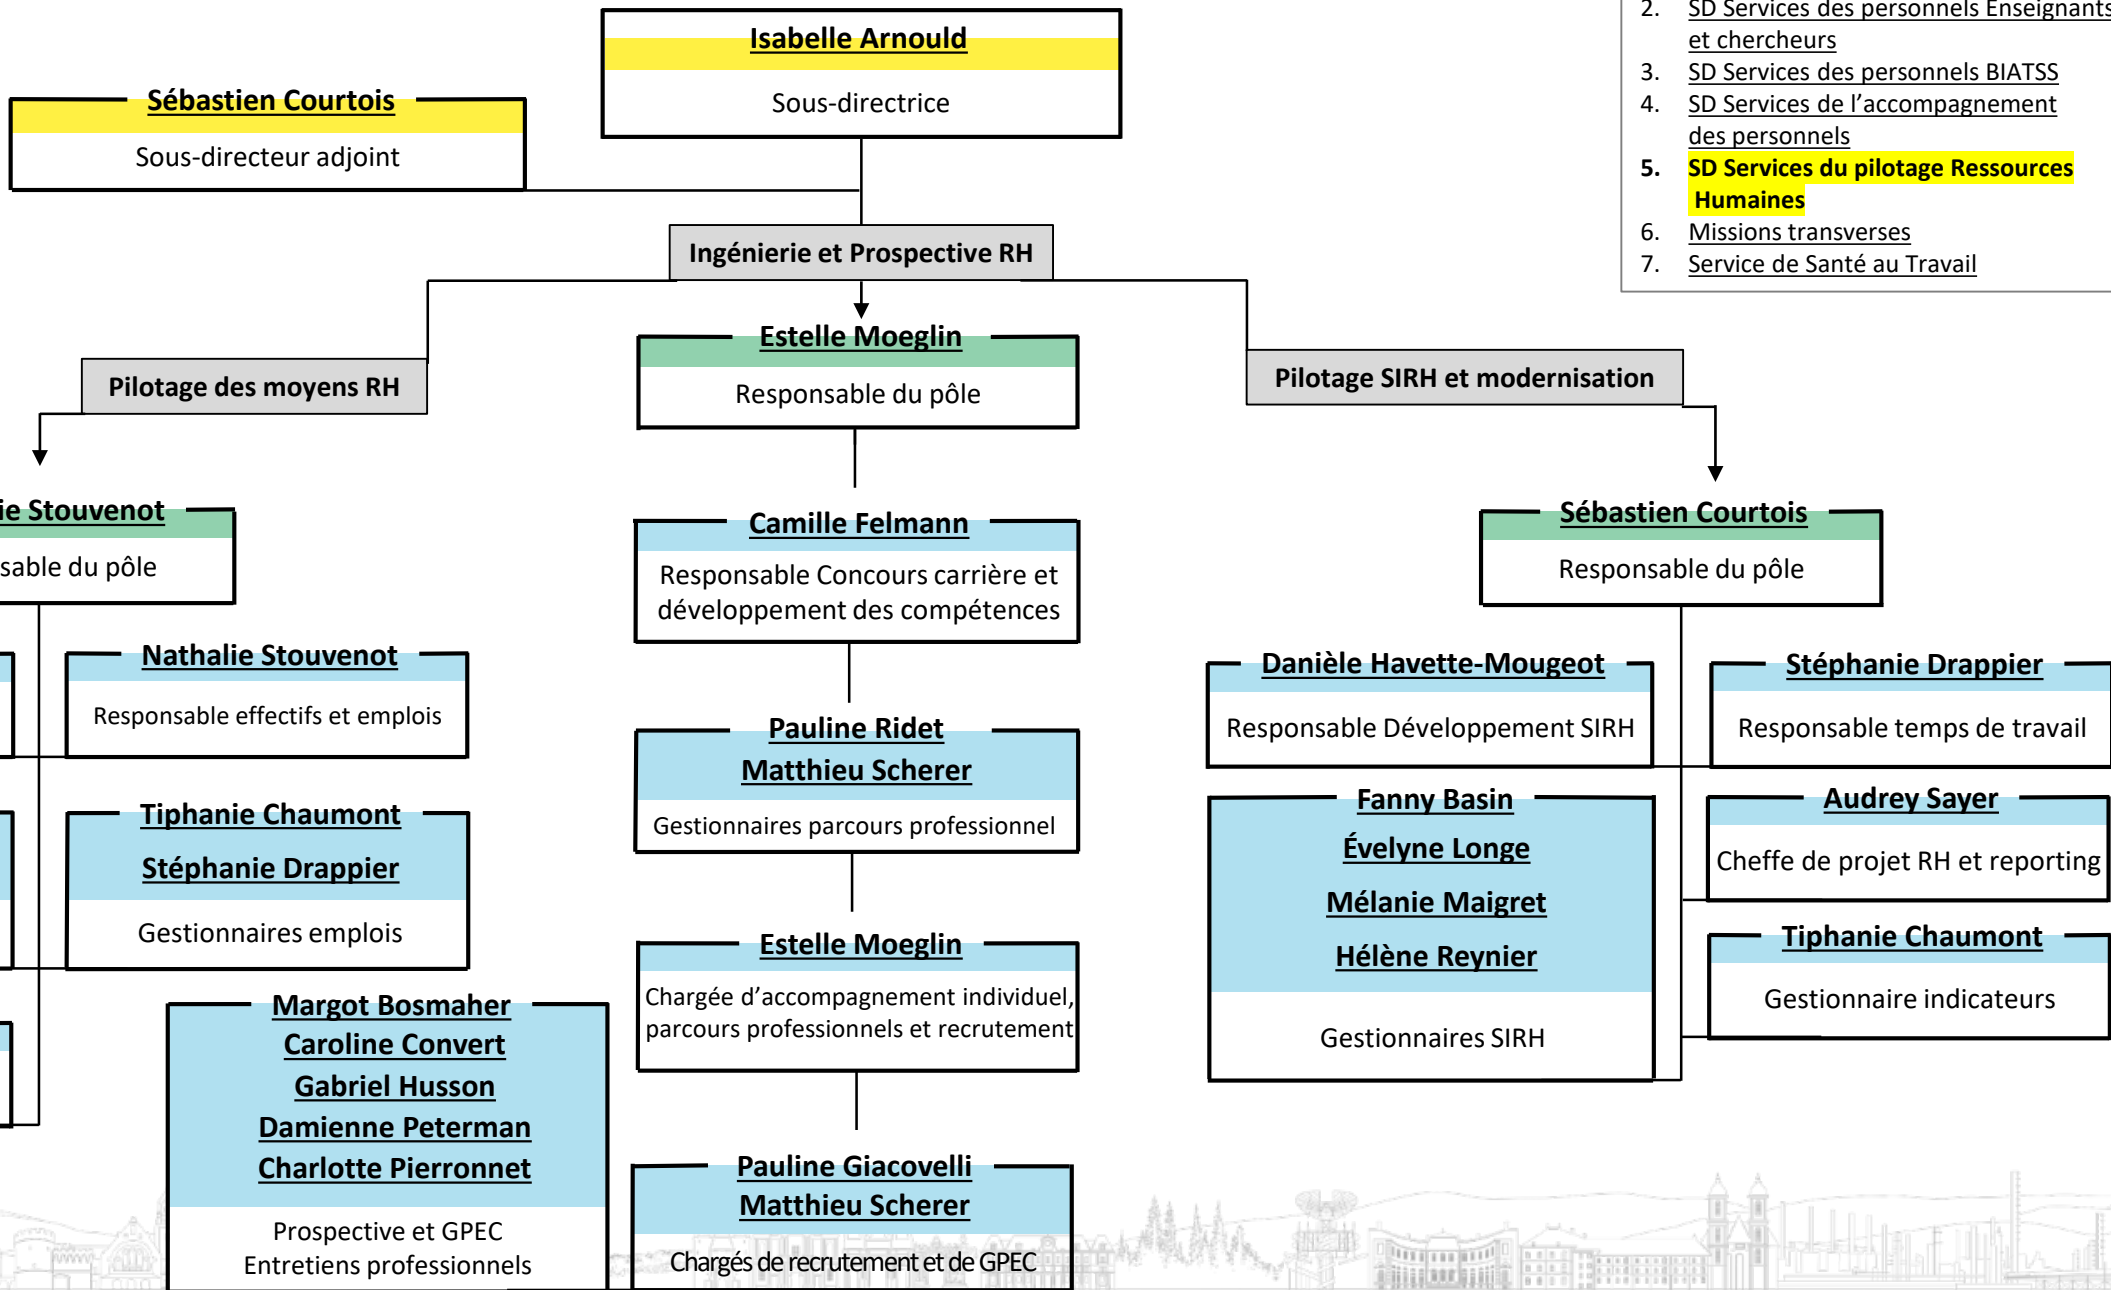 Isabelle Arnould
Sous-directrice
Sébastien Courtois
Sous-directeur adjoint
2. SD Services des personnels Enseignants
et chercheurs
3. SD Services des personnels BIATSS
4. SD Services de l’accompagnement
des personnels
5. SD Services du pilotage Ressources
Humaines
6. Missions transverses
7. Service de Santé au Travail
Ingénierie et Prospective RH
Pilotage des moyens RH
Estelle Moeglin
Responsable du pôle
Pilotage SIRH et modernisation
ie Stouvenot
sable du pôle
Nathalie Stouvenot
Responsable effectifs et emplois
Tiphanie Chaumont
Stéphanie Drappier
Gestionnaires emplois
Margot Bosmaher
Caroline Convert
Gabriel Husson
Damienne Peterman
Charlotte Pierronnet
Prospective et GPEC
Entretiens professionnels
Camille Felmann
Responsable Concours carrière et
développement des compétences
Pauline Ridet
Matthieu Scherer
Gestionnaires parcours professionnel
Estelle Moeglin
Chargée d’accompagnement individuel,
parcours professionnels et recrutement
Pauline Giacovelli
Matthieu Scherer
Chargés de recrutement et de GPEC
Sébastien Courtois
Responsable du pôle
Danièle Havette-Mougeot
Responsable Développement SIRH
Fanny Basin
Évelyne Longe
Mélanie Maigret
Hélène Reynier
Gestionnaires SIRH
Stéphanie Drappier
Responsable temps de travail
Audrey Sayer
Cheffe de projet RH et reporting
Tiphanie Chaumont
Gestionnaire indicateurs